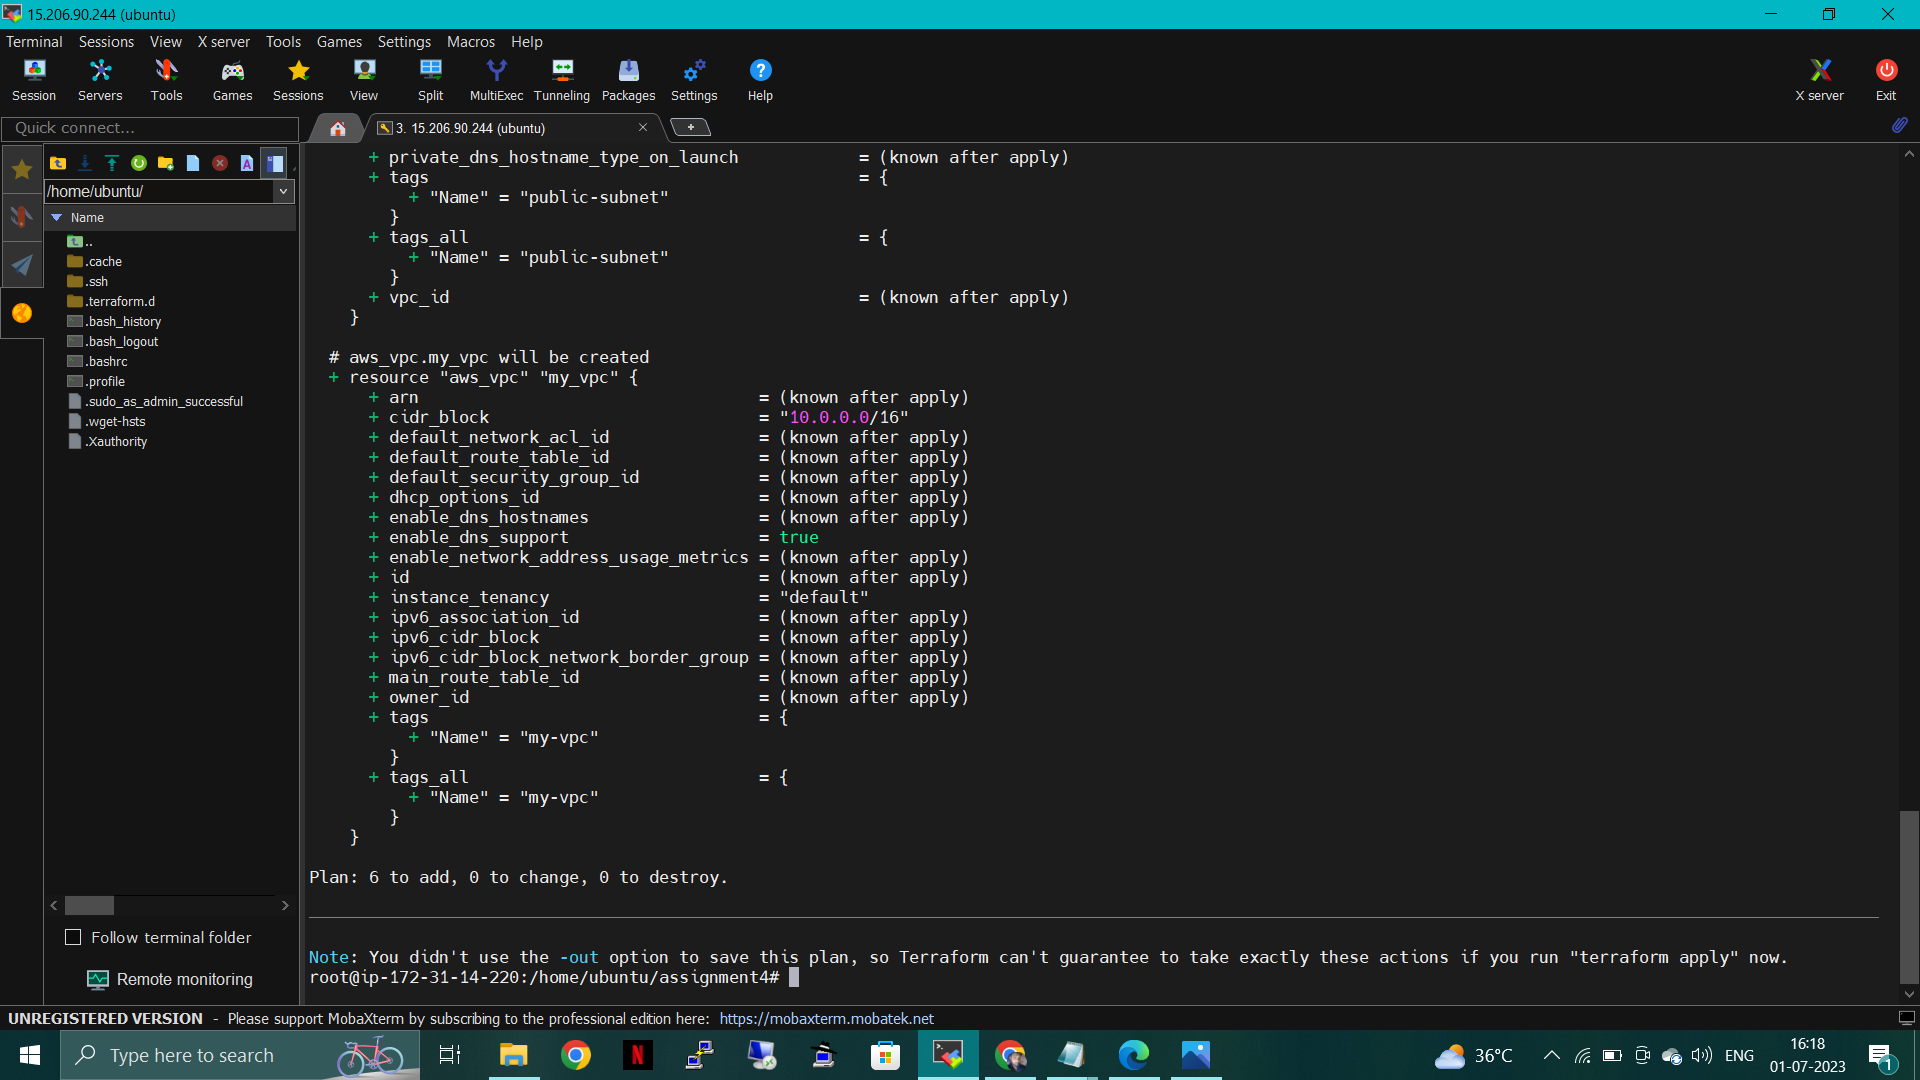 15.206.90.244 (ubuntu)
Terminal Sessions View X server Tools Games Settings Macros Help
Session Servers Tools Games Sessions View Split MultiExec Tunneling Packages Settings Help X server Exit
Quick connect...
3. 15.206.90.244 (ubuntu)
/home/ubuntu/
Name
..
.cache
.ssh
.terraform.d
.bash_history
.bash_logout
.bashrc
.profile
.sudo_as_admin_successful
.wget-hsts
.Xauthority
Follow terminal folder
Remote monitoring
+ private_dns_hostname_type_on_launch = (known after apply)
+ tags = {
+ "Name" = "public-subnet"
}
+ tags_all = {
+ "Name" = "public-subnet"
}
+ vpc_id = (known after apply)
}
# aws_vpc.my_vpc will be created
+ resource "aws_vpc" "my_vpc" {
+ arn = (known after apply)
+ cidr_block = "10.0.0.0/16"
+ default_network_acl_id = (known after apply)
+ default_route_table_id = (known after apply)
+ default_security_group_id = (known after apply)
+ dhcp_options_id = (known after apply)
+ enable_dns_hostnames = (known after apply)
+ enable_dns_support = true
+ enable_network_address_usage_metrics = (known after apply)
+ id = (known after apply)
+ instance_tenancy = "default"
+ ipv6_association_id = (known after apply)
+ ipv6_cidr_block = (known after apply)
+ ipv6_cidr_block_network_border_group = (known after apply)
+ main_route_table_id = (known after apply)
+ owner_id = (known after apply)
+ tags = {
+ "Name" = "my-vpc"
}
+ tags_all = {
+ "Name" = "my-vpc"
}
}
Plan: 6 to add, 0 to change, 0 to destroy.
Note: You didn't use the -out option to save this plan, so Terraform can't guarantee to take exactly these actions if you run "terraform apply" now.
root@ip-172-31-14-220:/home/ubuntu/assignment4#
UNREGISTERED VERSION - Please support MobaXterm by subscribing to the professional edition here: https://mobaxterm.mobatek.net
Type here to search
36°C
ENG
16:18
01-07-2023
1